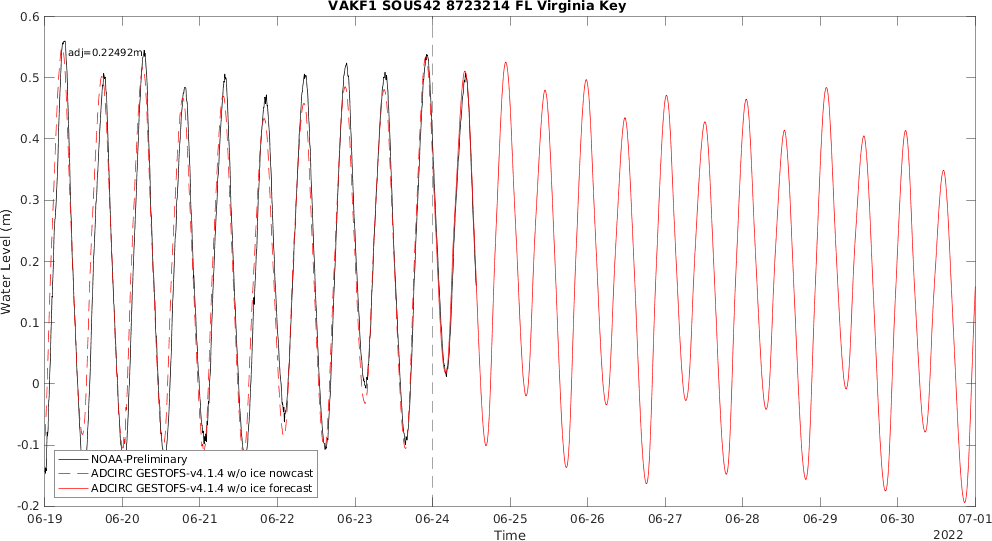 VAKF1 SOUS42 8723214 FL Virginia Key
adj=0.22492m
Water Level (m)
0.6
0.5
0.4
0.3
0.2
0.1
0
-0.1
-0.2
NOAA-Preliminary
ADCIRC GESTOFS-v4.1.4 w/o ice nowcast
ADCIRC GESTOFS-v4.1.4 w/o ice forecast
06-19 06-20 06-21 06-22 06-23 06-24 06-25 06-26 06-27 06-28 06-29 06-30 07-01
Time
2022